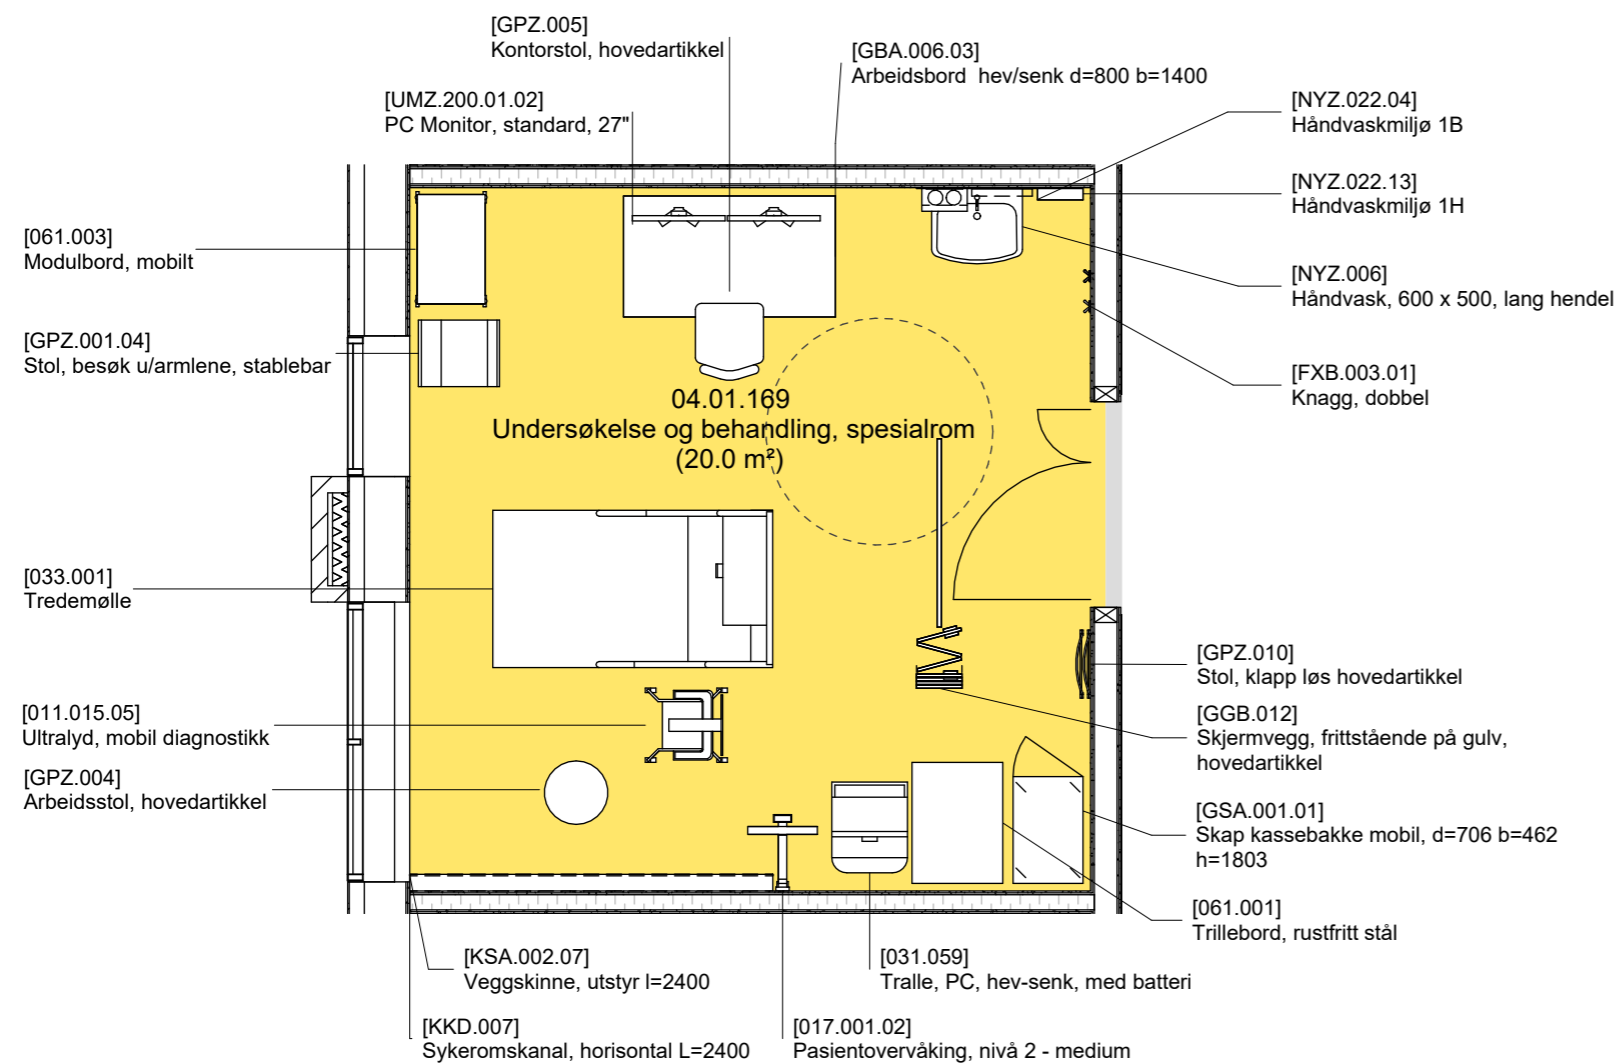 [GPZ.005]
Kontorstol, hovedartikkel
[GBA.006.03]
Arbeidsbord  hev/senk d=800 b=1400
[UMZ.200.01.02]
PC Monitor, standard, 27"
[NYZ.022.04]
Håndvaskmiljø 1B
[NYZ.022.13]
Håndvaskmiljø 1H
[061.003]
Modulbord, mobilt
[NYZ.006]
Håndvask, 600 x 500, lang hendel
[GPZ.001.04]
Stol, besøk u/armlene, stablebar
[FXB.003.01]
Knagg, dobbel
04.01.169
Undersøkelse og behandling, spesialrom
(20.0 m²)
[033.001]
Tredemølle
[GPZ.010]
Stol, klapp løs hovedartikkel
[011.015.05]
Ultralyd, mobil diagnostikk
[GGB.012]
Skjermvegg, frittstående på gulv,
hovedartikkel
[GPZ.004]
Arbeidsstol, hovedartikkel
[GSA.001.01]
Skap kassebakke mobil, d=706 b=462
h=1803
[061.001]
Trillebord, rustfritt stål
[KSA.002.07]
Veggskinne, utstyr l=2400
[031.059]
Tralle, PC, hev-senk, med batteri
[KKD.007]
Sykeromskanal, horisontal L=2400
[017.001.02]
Pasientovervåking, nivå 2 - medium